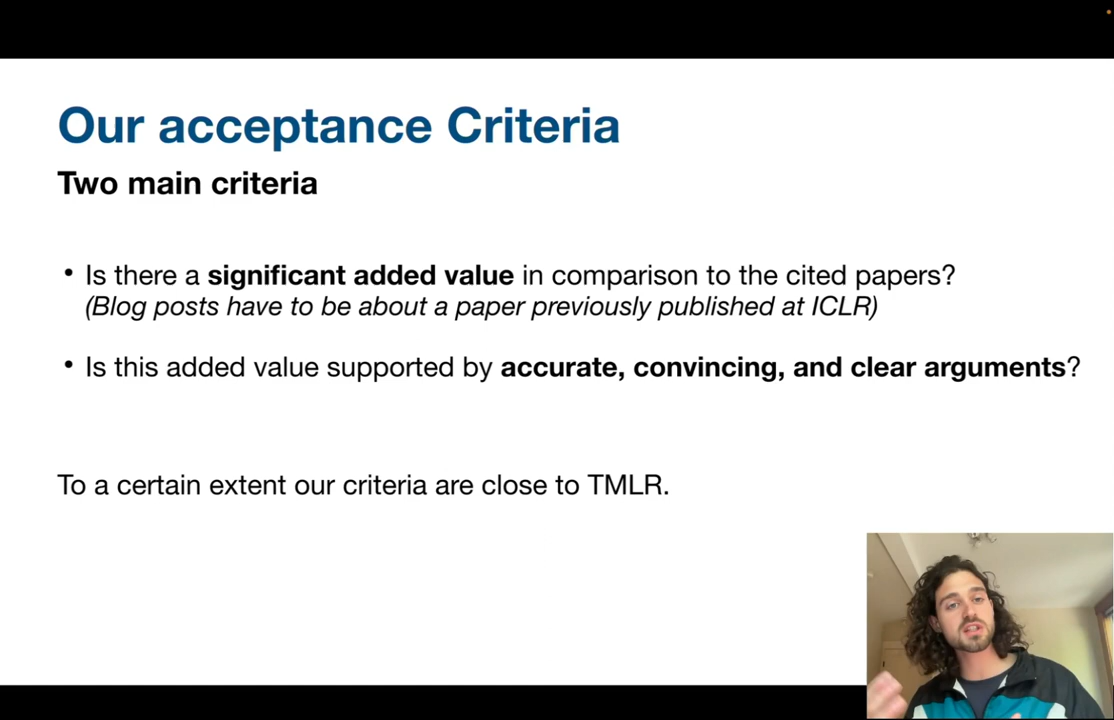 Our acceptance Criteria
Two main criteria
• Is there a significant added value in comparison to the cited papers?
(Blog posts have to be about a paper previously published at ICLR)
• Is this added value supported by accurate, convincing, and clear arguments?
To a certain extent our criteria are close to TMLR.